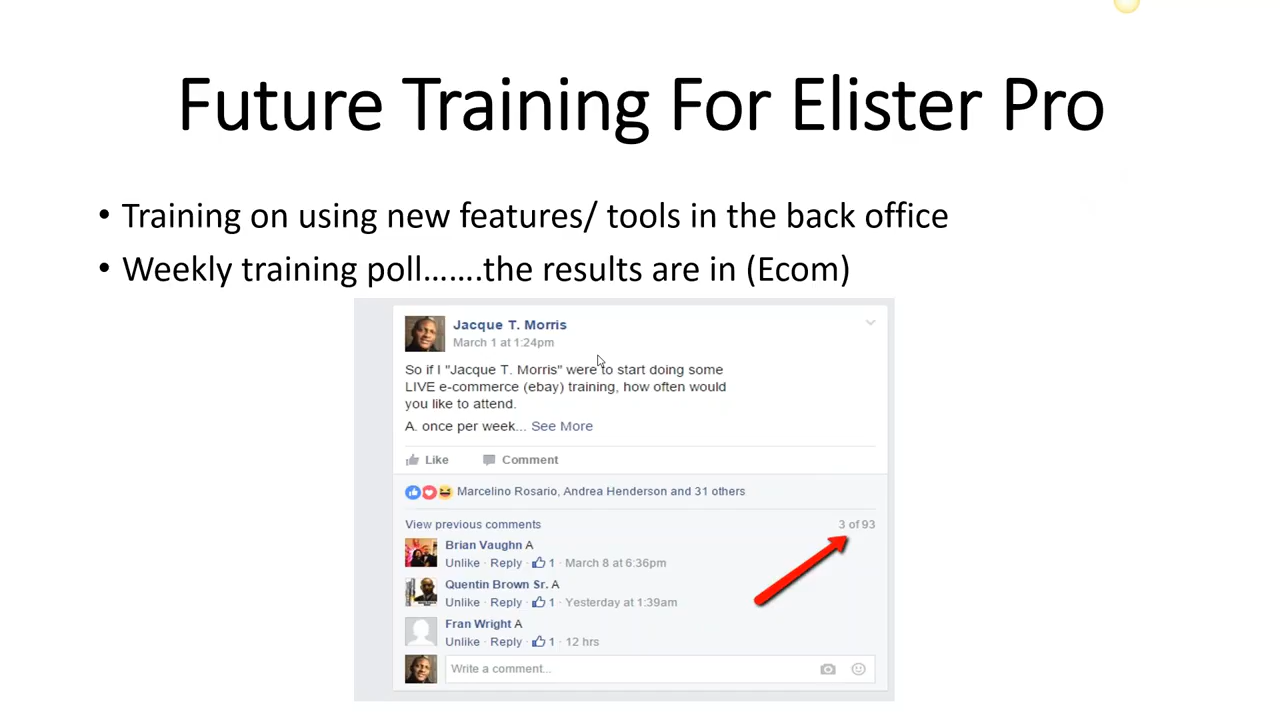 Future Training For Elister Pro
• Training on using new features/ tools in the back office
• Weekly training poll.......the results are in (Ecom)
Jacque T. Morris
March 1 at 1:24pm
So if I "Jacque T. Morris" were to start doing some
LIVE e-commerce (ebay) training, how often would
you like to attend.
A. once per week... See More
Like Comment
Marcelino Rosario, Andrea Henderson and 31 others
View previous comments 3 of 93
Brian Vaughn A
Unlike · Reply · 1 · March 8 at 6:36pm
Quentin Brown Sr. A
Unlike · Reply · 1 · Yesterday at 1:39am
Fran Wright A
Unlike · Reply · 1 · 12 hrs
Write a comment...